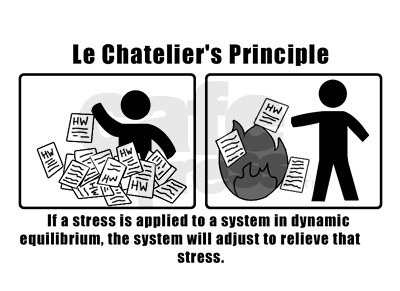 Le Chatelier's Principle
HW
HW
HW
HW
HW
HW
If a stress is applied to a system in dynamic
equilibrium, the system will adjust to relieve that
stress.